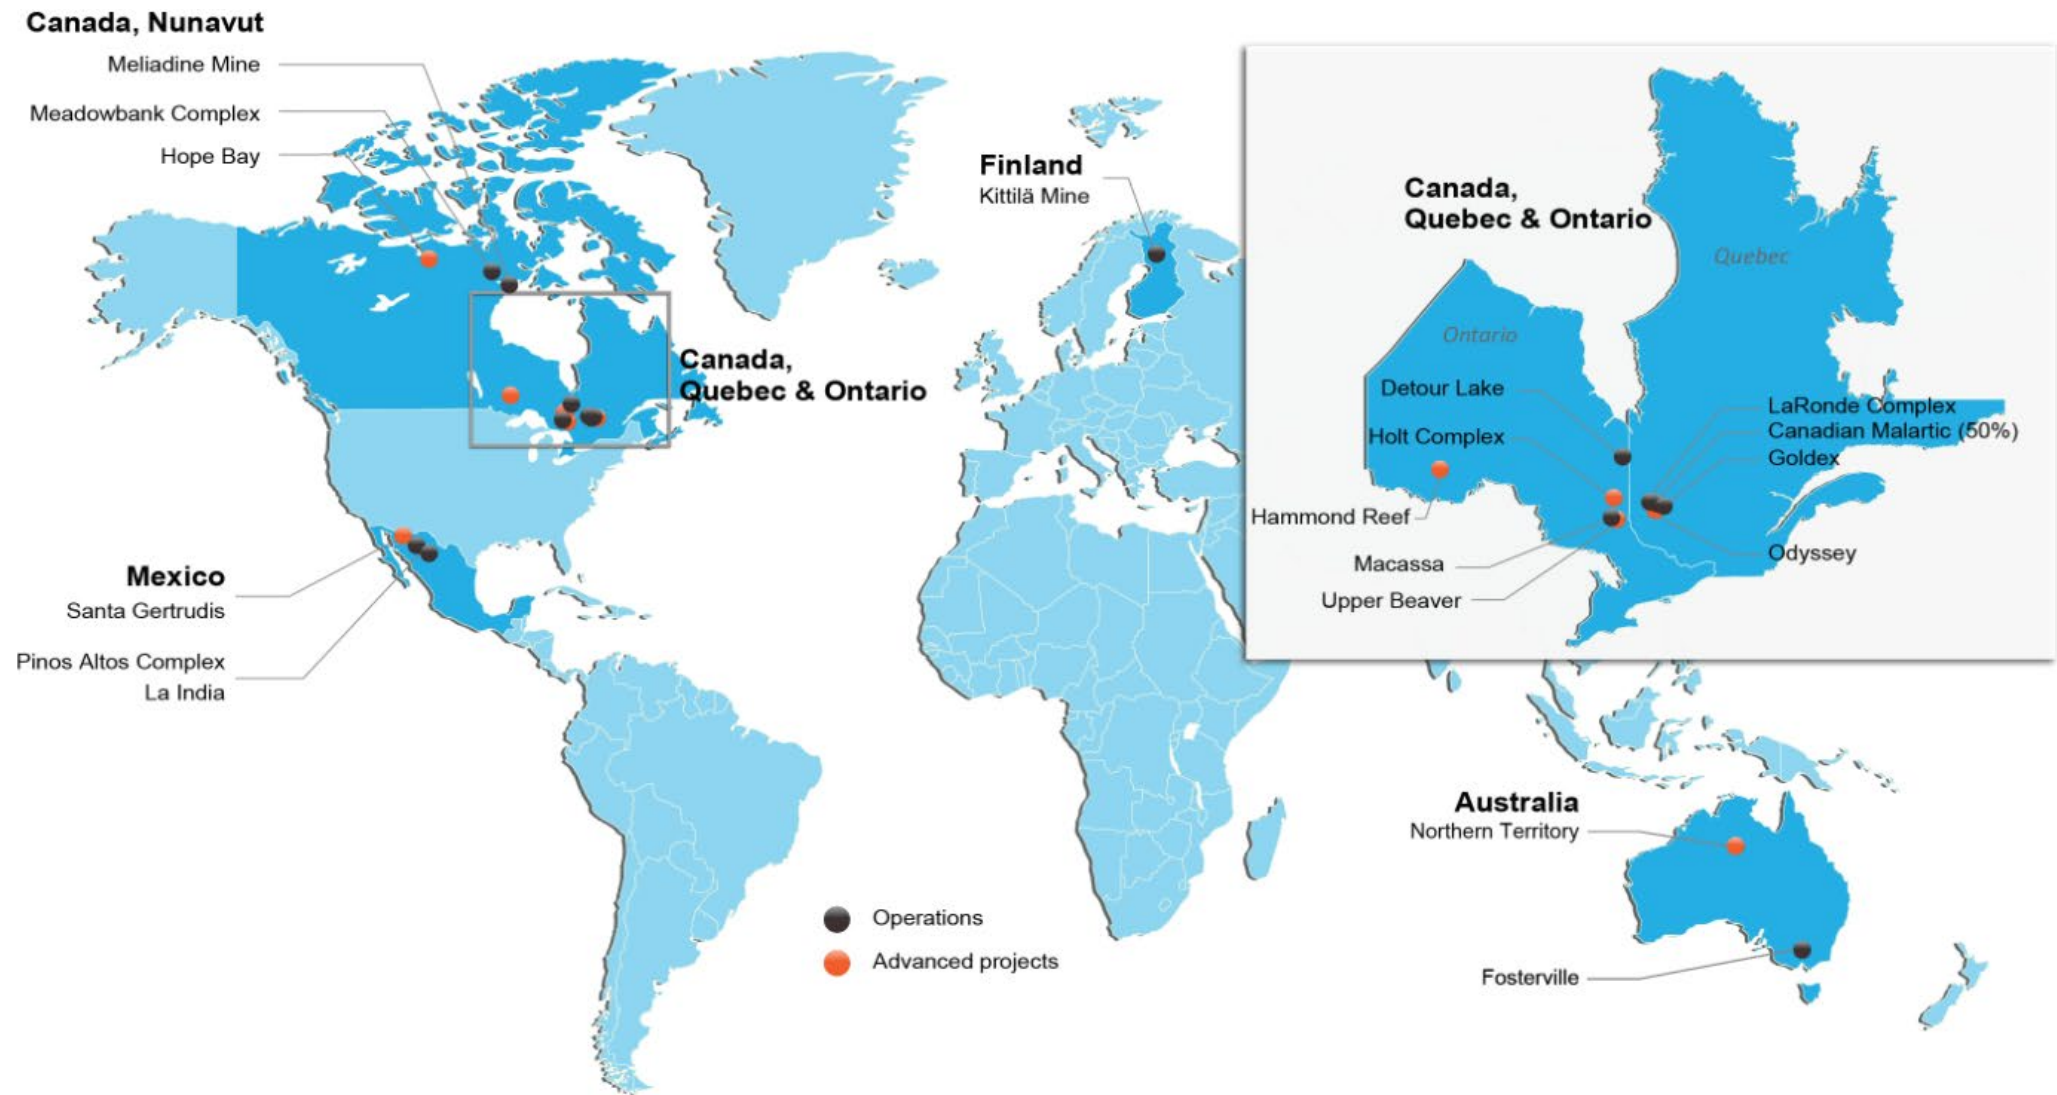 Canada, Nunavut
Meliadine Mine
Meadowbank Complex
Hope Bay
Finland
Kittilä Mine
Canada,
Quebec & Ontario
Mexico
Santa Gertrudis
Pinos Altos Complex
La India
Operations
Advanced projects
Canada,
Quebec & Ontario
Quebec
Ontario
Detour Lake
Holt Complex
Hammond Reef
Macassa
Upper Beaver
LaRonde Complex
Canadian Malartic (50%)
Goldex
Odyssey
Australia
Northern Territory
Fosterville